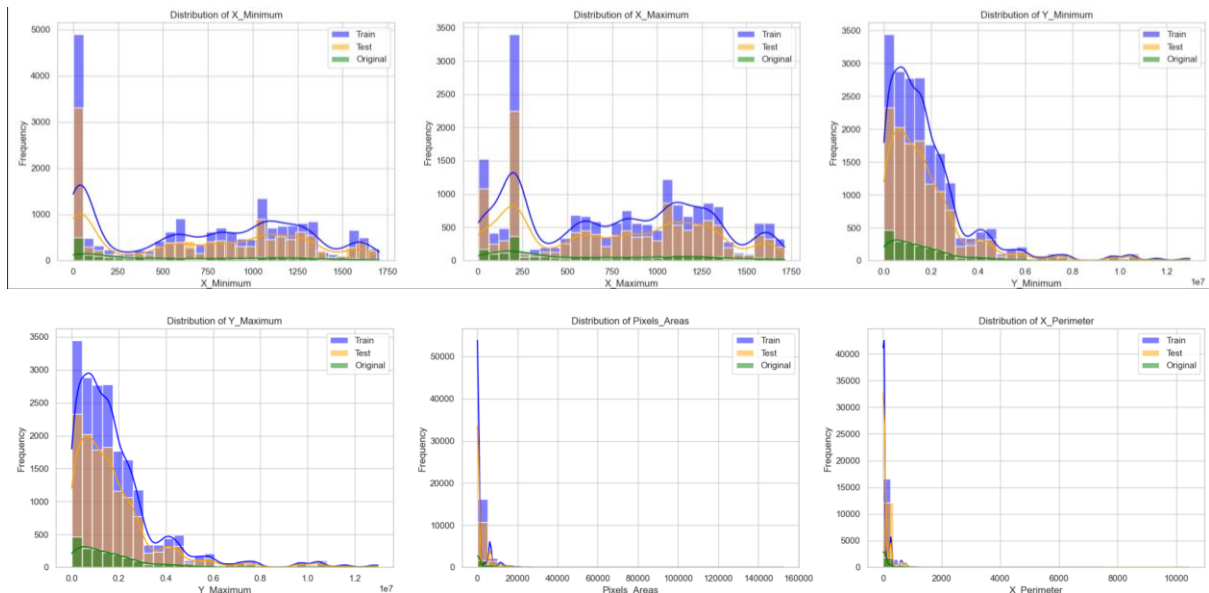 Distribution of X_Minimum
5000
4000
3000
2000
1000
0
Frequency
Train
Test
Original
0 250 500 750 1000 1250 1500 1750
X_Minimum
Distribution of X_Maximum
3500
3000
2500
2000
1500
1000
500
0
Frequency
Train
Test
Original
0 250 500 750 1000 1250 1500 1750
X_Maximum
Distribution of Y_Minimum
3500
3000
2500
2000
1500
1000
500
0
Frequency
Train
Test
Original
0.0 0.2 0.4 0.6 0.8 1.0 1.2
1e7
Y_Minimum
Distribution of Y_Maximum
3500
3000
2500
2000
1500
1000
500
0
Frequency
Train
Test
Original
0.0 0.2 0.4 0.6 0.8 1.0 1.2
1e7
Y_Maximum
Distribution of Pixels_Areas
50000
40000
30000
20000
10000
0
Frequency
Train
Test
Original
0 20000 40000 60000 80000 100000 120000 140000 160000
Pixels_Areas
Distribution of X_Perimeter
40000
35000
30000
25000
20000
15000
10000
5000
0
Frequency
Train
Test
Original
0 2000 4000 6000 8000 10000
X_Perimeter